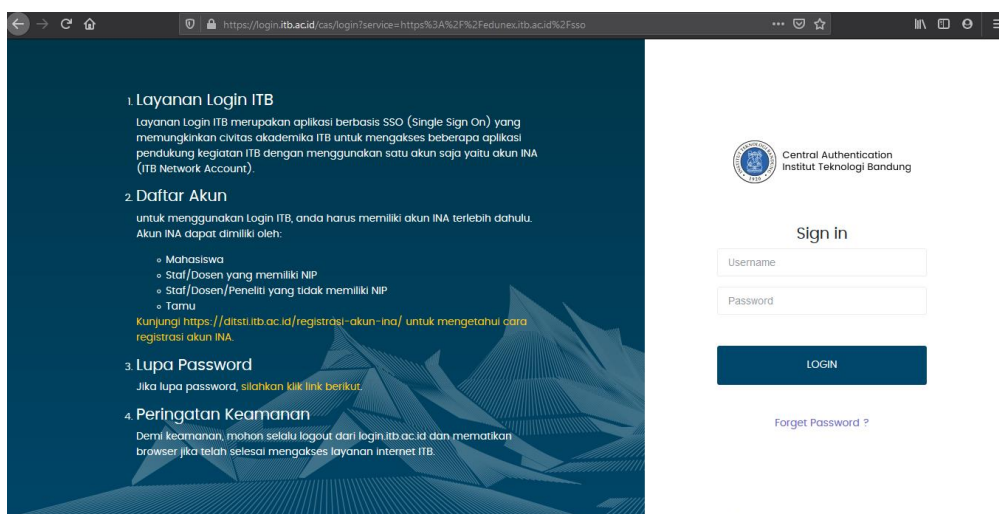 https://login.itb.ac.id/cas/login?service=https%3A%2F%2Fedunex.itb.ac.id%2Fsso
1. Layanan Login ITB
Layanan Login ITB merupakan aplikasi berbasis SSO (Single Sign On) yang
memungkinkan civitas akademika ITB untuk mengakses beberapa aplikasi
pendukung kegiatan ITB dengan menggunakan satu akun saja yaitu akun INA
(ITB Network Account).
2. Daftar Akun
untuk menggunakan Login ITB, anda harus memiliki akun INA terlebih dahulu.
Akun INA dapat dimiliki oleh:
Mahasiswa
Staf/Dosen yang memiliki NIP
Staf/Dosen/Peneliti yang tidak memiliki NIP
Tamu
Kunjungi https://ditsti.itb.ac.id/registrasi-akun-ina/ untuk mengetahui cara
registrasi akun INA.
3. Lupa Password
Jika lupa password, silahkan klik link berikut.
4. Peringatan Keamanan
Demi keamanan, mohon selalu logout dari login.itb.ac.id dan mematikan
browser jika telah selesai mengakses layanan internet ITB.
INSTITUT TEKNOLOGI BANDUNG
1920
Central Authentication
Institut Teknologi Bandung
Sign in
Username
Password
LOGIN
Forget Password ?